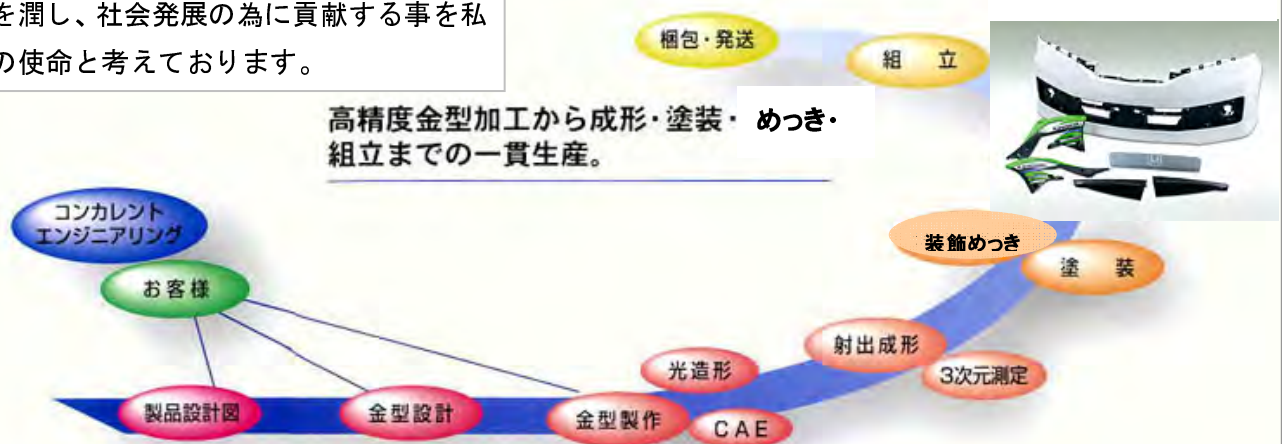 を潤し、社会発展の為に貢献する事を私
の使命と考えております。
梱包・発送
組　立
高精度金型加工から成形・塗装・めっき・
組立までの一貫生産。
コンカレント
エンジニアリング
お客様
装飾めっき
塗　装
射出成形
光造形
3次元測定
製品設計図
金型設計
金型製作
CAE